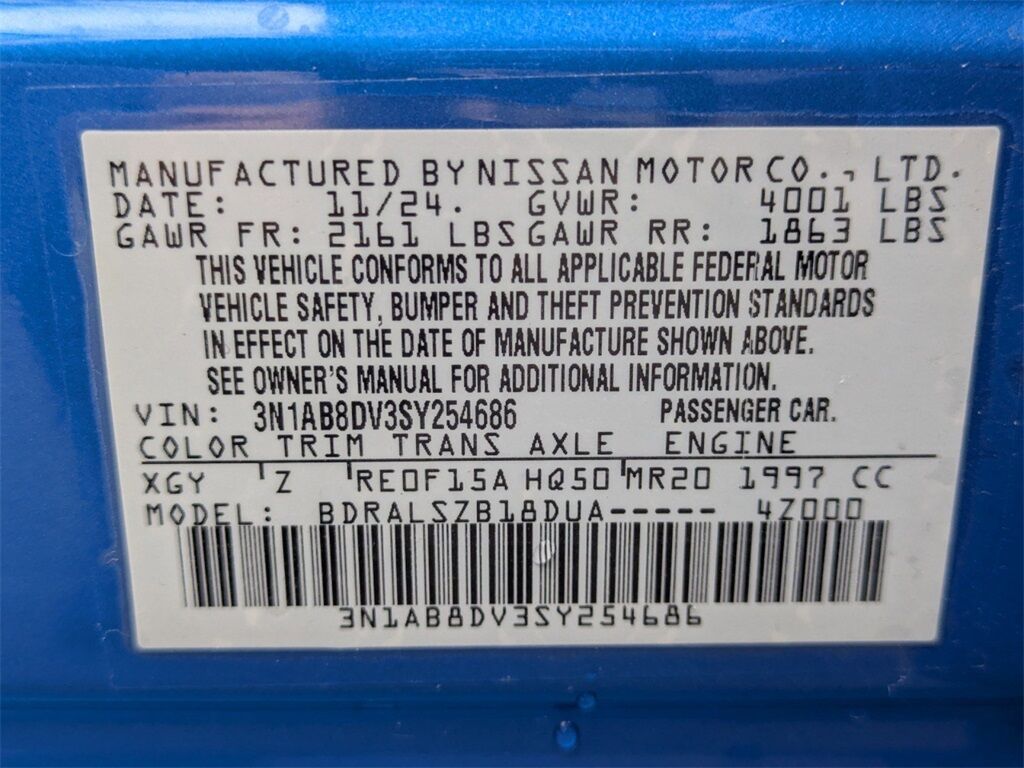 MANUFACTURED BY NISSAN MOTOR CO., LTD.
DATE: 11/24. GVWR: 4001 LBS
GAWR FR: 2161 LBS GAWR RR: 1863 LBS
THIS VEHICLE CONFORMS TO ALL APPLICABLE FEDERAL MOTOR
VEHICLE SAFETY, BUMPER AND THEFT PREVENTION STANDARDS
IN EFFECT ON THE DATE OF MANUFACTURE SHOWN ABOVE.
SEE OWNER'S MANUAL FOR ADDITIONAL INFORMATION.
VIN: 3N1AB8DV3SY254686 PASSENGER CAR.
COLOR TRIM TRANS AXLE ENGINE
XGY Z RE0F15A HQ50 MR20 1997 CC
MODEL: BDRALSZB18DUA----- 4Z000
3N1AB8DV3SY254686